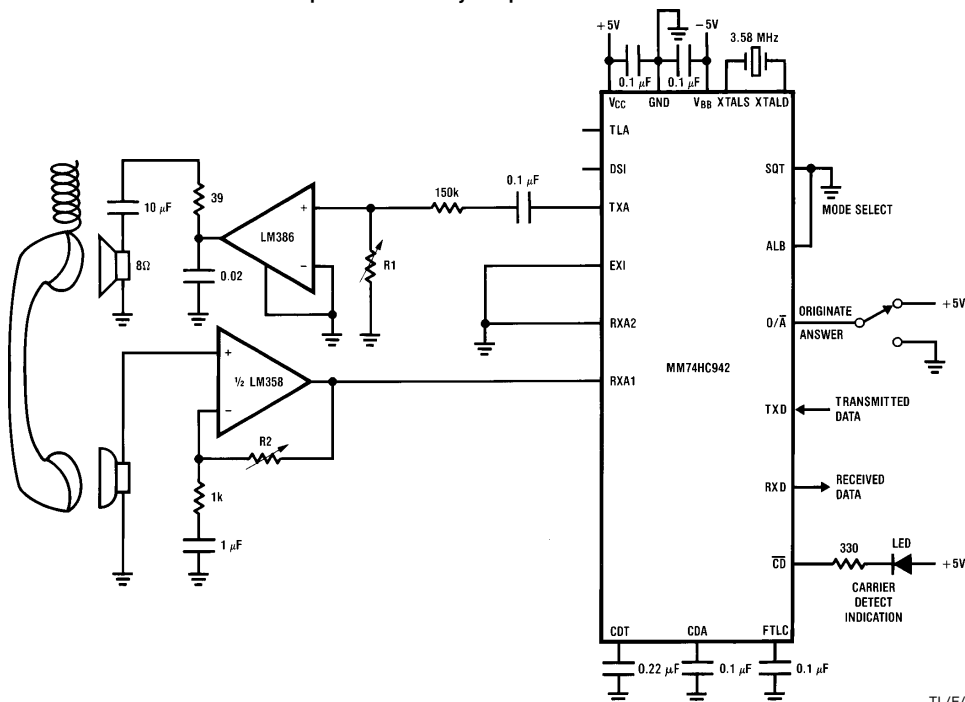 +5V
-5V
3.58 MHz
0.1 μF
0.1 μF
VCC
GND
VBB
XTALS
XTALD
TLA
DSI
SQT
MODE SELECT
TXA
0.1 μF
150k
39
10 μF
LM386
+
-
R1
8Ω
0.02
ALB
EXI
RXA2
ORIGINATE
ANSWER
O/A̅
+5V
+
-
½ LM358
RXA1
MM74HC942
TXD
TRANSMITTED
DATA
R2
1k
1 μF
RXD
RECEIVED
DATA
C̅D̅
330
LED
+5V
CARRIER
DETECT
INDICATION
CDT
CDA
FTLC
0.22 μF
0.1 μF
0.1 μF
TL/F/